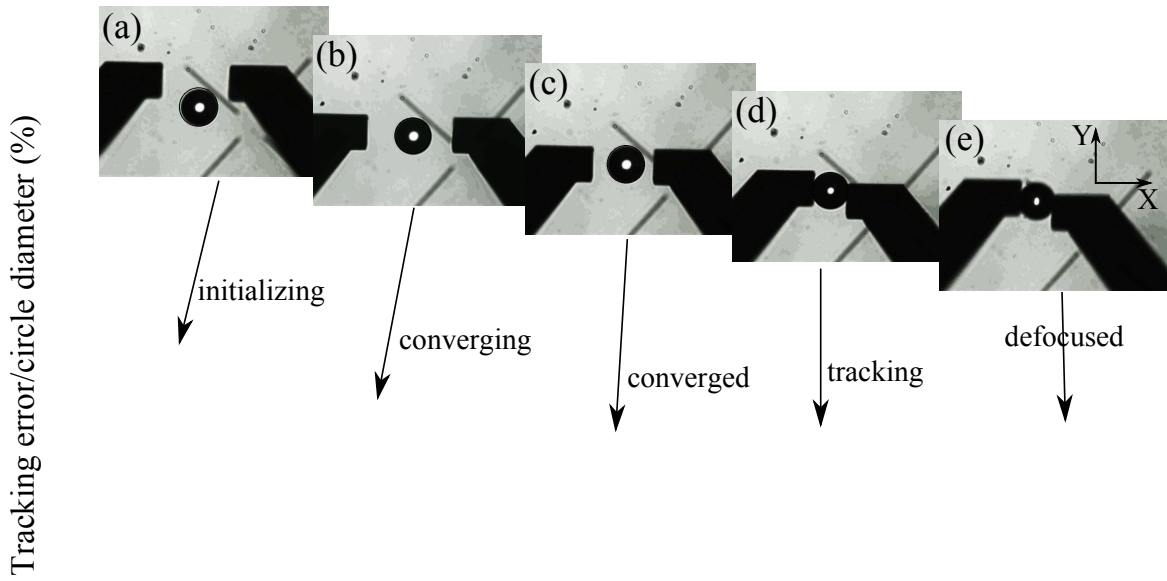 (a)
(b)
(c)
(d)
(e)
Y
X
initializing
converging
converged
tracking
defocused
Tracking error/circle diameter (%)